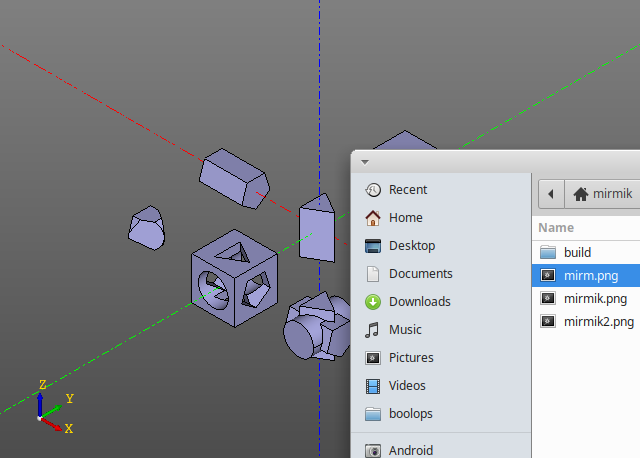 Recent
Home
Desktop
Documents
Downloads
Music
Pictures
Videos
boolops
Android
mirmik
Name
build
mirm.png
mirmik.png
mirmik2.png
Z
Y
X